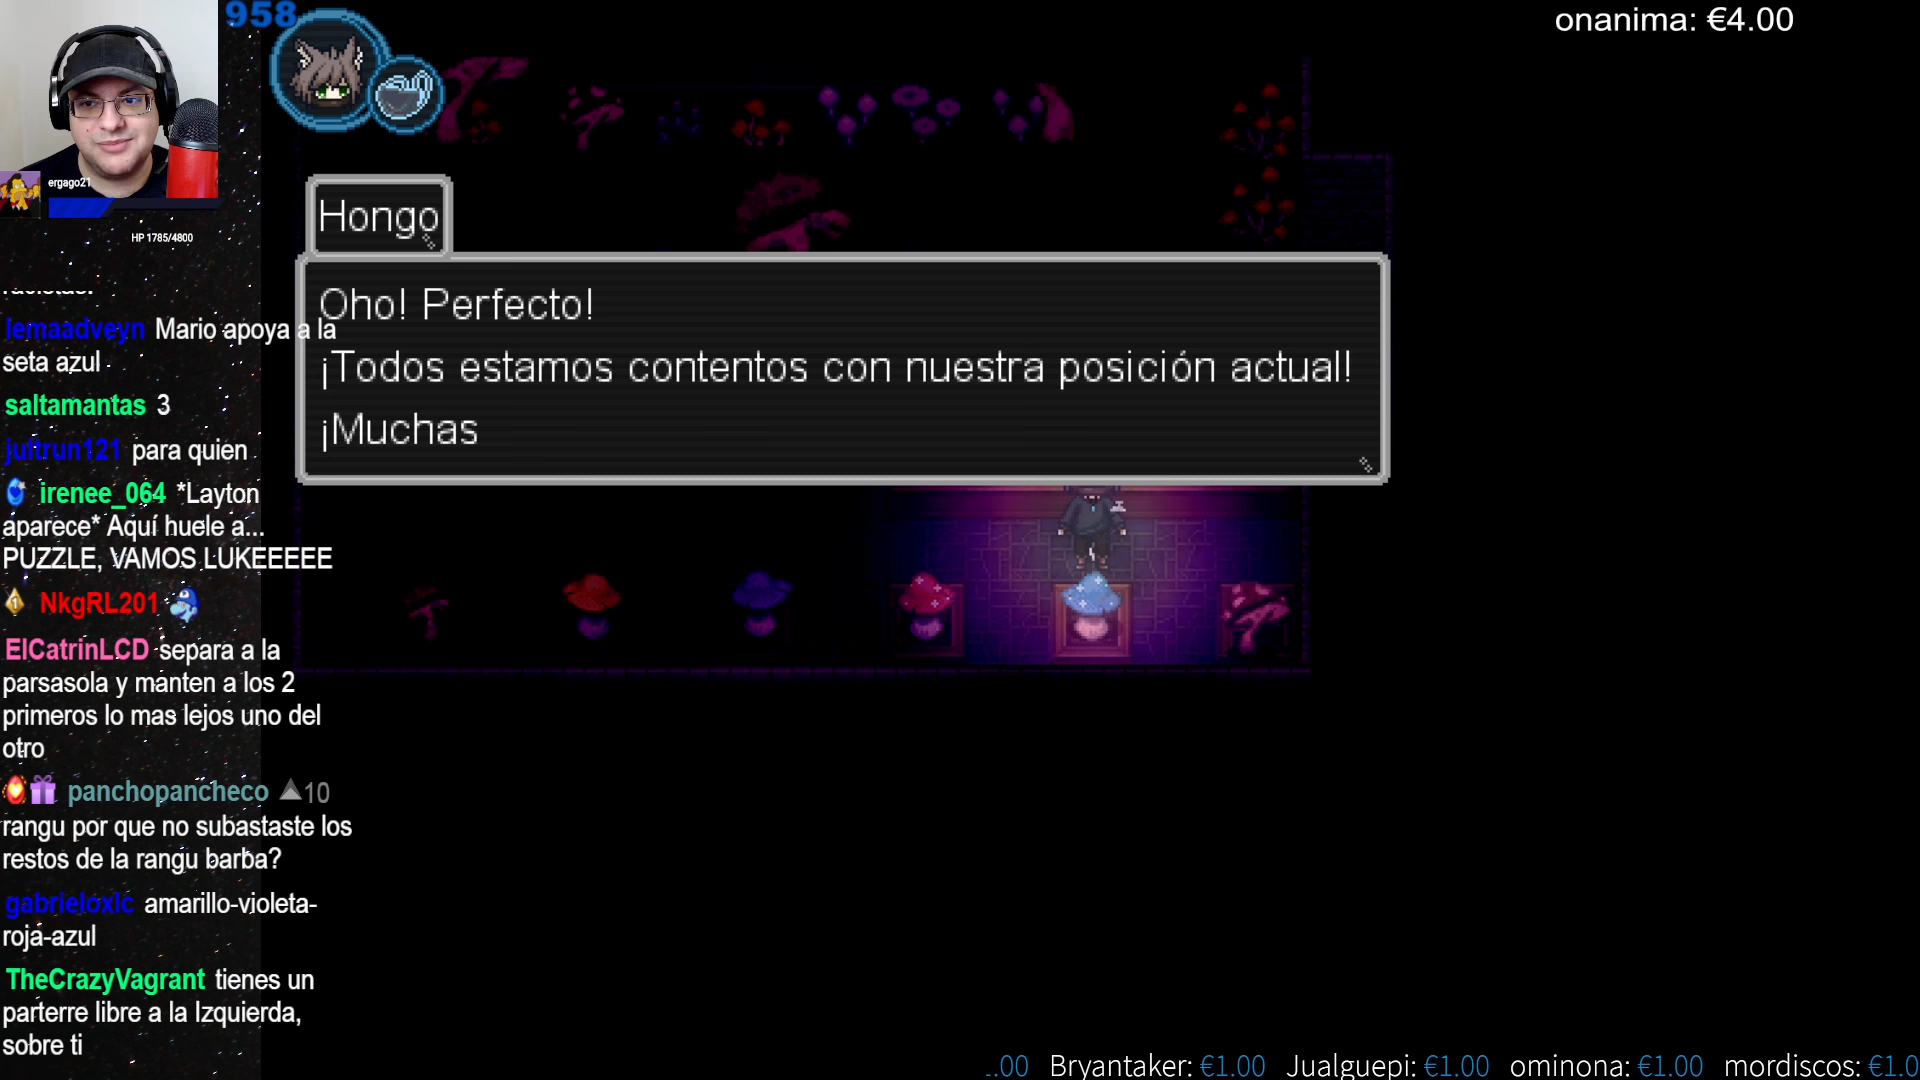 958
onanima: €4.00
ergago21
HP 1785/4800
Hongo
Oho! Perfecto!
¡Todos estamos contentos con nuestra posición actual!
¡Muchas
lemaadveyn Mario apoya a la
seta azul
saltamantas 3
jultrun121 para quien
irenee_064 *Layton
aparece* Aquí huele a...
PUZZLE, VAMOS LUKEEEEE
NkgRL201
ElCatrinLCD separa a la
parsasola y manten a los 2
primeros lo mas lejos uno del
otro
panchopancheco 10
rangu por que no subastaste los
restos de la rangu barba?
gabrieloxlc amarillo-violeta-
roja-azul
TheCrazyVagrant tienes un
parterre libre a la Izquierda,
sobre ti
.00 Bryantaker: €1.00 Jualguepi: €1.00 ominona: €1.00 mordiscos: €1.0